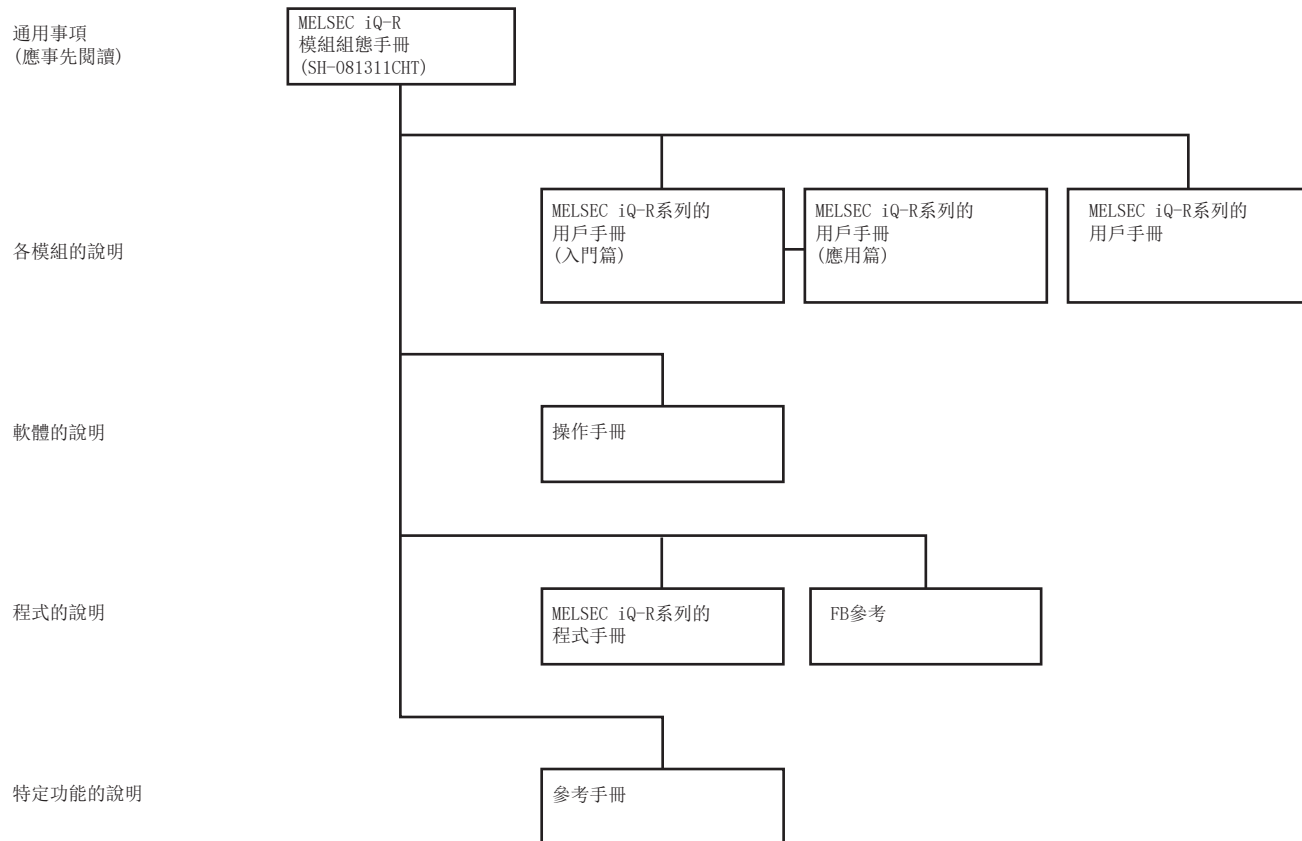 通用事項
(應事先閱讀)
MELSEC iQ-R
模組組態手冊
(SH-081311CHT)
各模組的說明
MELSEC iQ-R系列的
用戶手冊
(入門篇)
MELSEC iQ-R系列的
用戶手冊
(應用篇)
MELSEC iQ-R系列的
用戶手冊
軟體的說明
操作手冊
程式的說明
MELSEC iQ-R系列的
程式手冊
FB參考
特定功能的說明
參考手冊